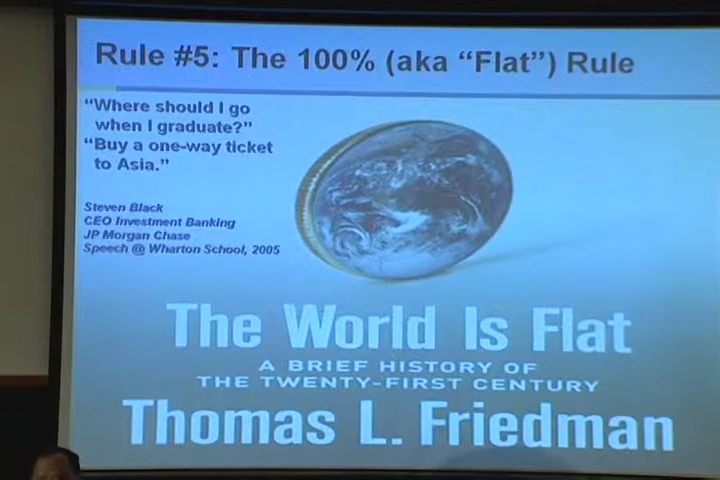 Rule #5: The 100% (aka “Flat”) Rule
“Where should I go
when I graduate?”
“Buy a one-way ticket
to Asia.”
Steven Black
CEO Investment Banking
JP Morgan Chase
Speech @ Wharton School, 2005
The World Is Flat
A BRIEF HISTORY OF
THE TWENTY-FIRST CENTURY
Thomas L. Friedman